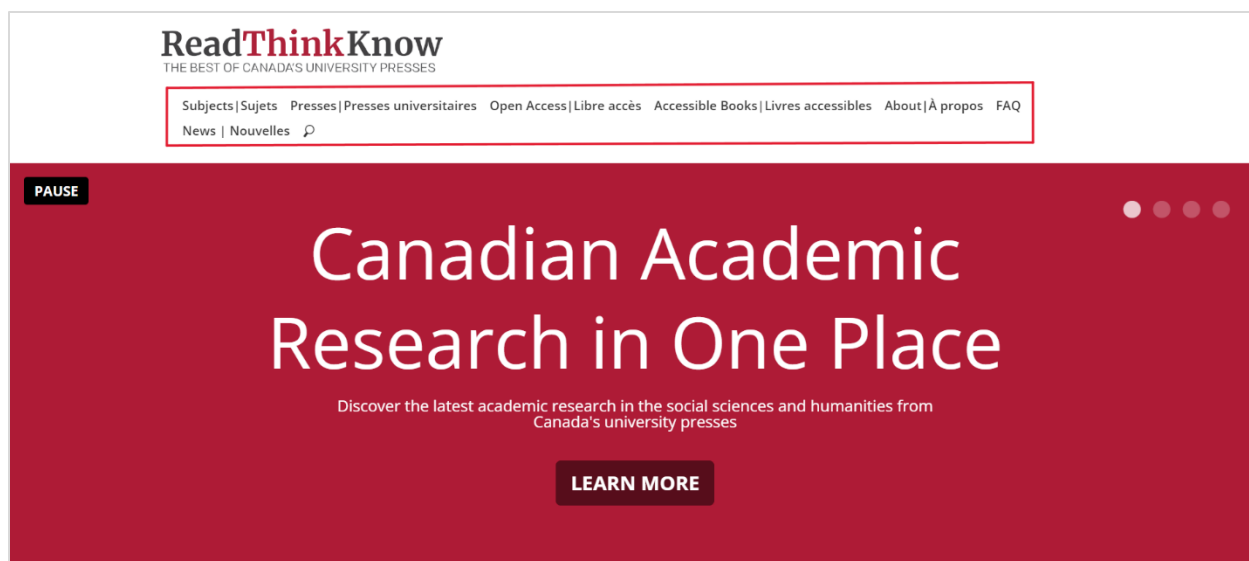 ReadThinkKnow
THE BEST OF CANADA'S UNIVERSITY PRESSES
Subjects|Sujets Presses|Presses universitaires Open Access|Libre accès Accessible Books|Livres accessibles About|À propos FAQ
News | Nouvelles
PAUSE
Canadian Academic
Research in One Place
Discover the latest academic research in the social sciences and humanities from
Canada's university presses
LEARN MORE